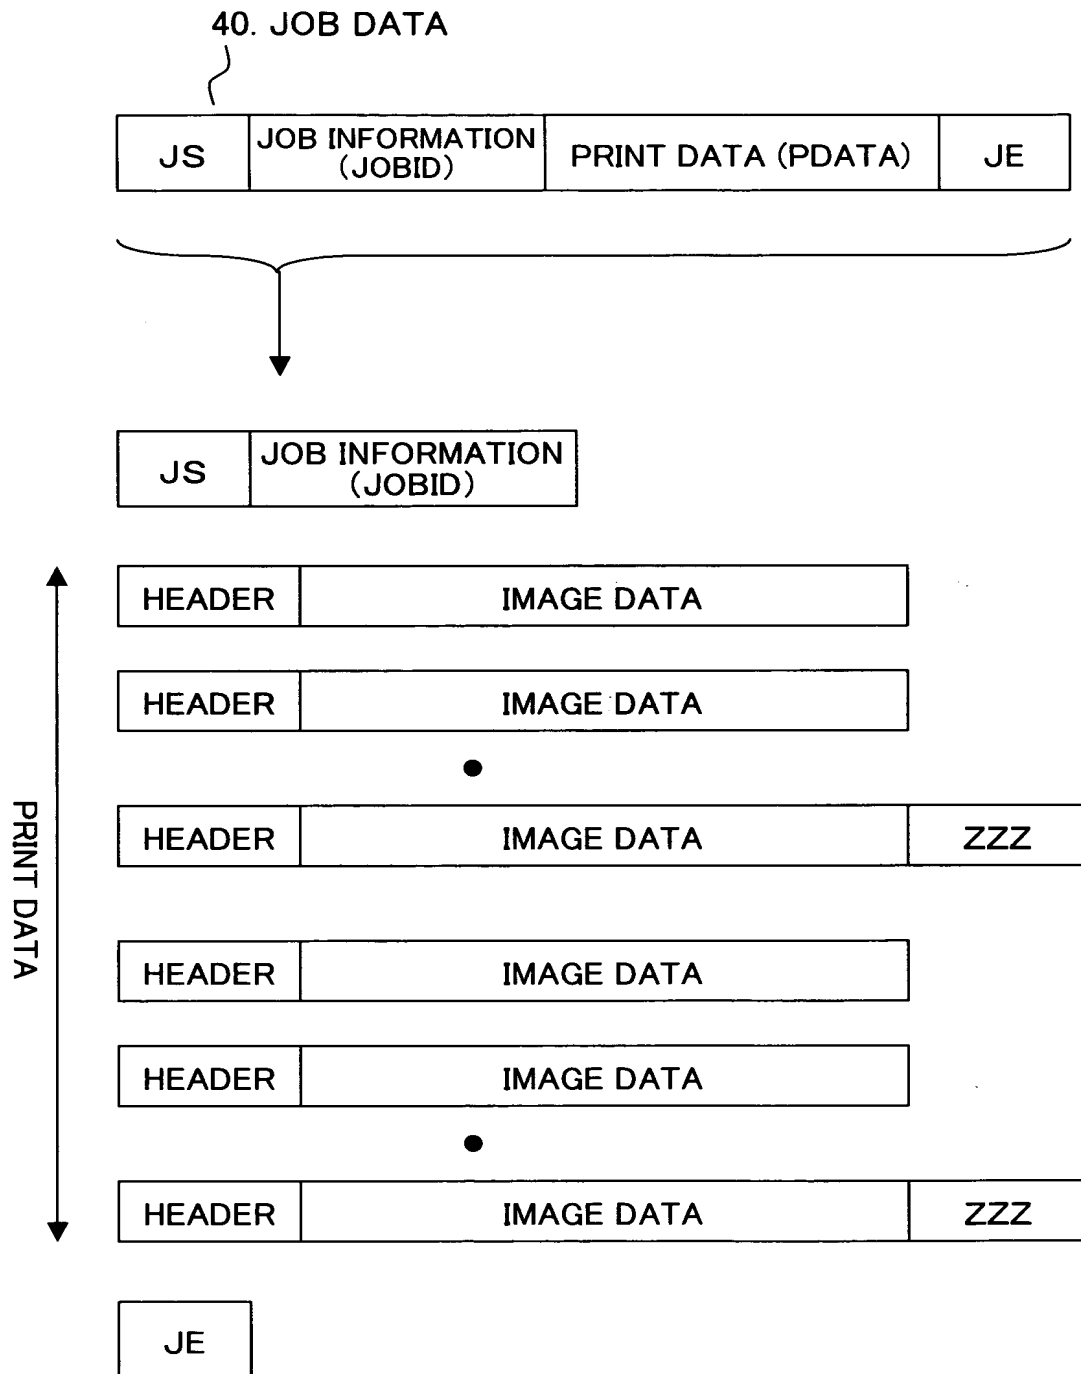 40. JOB DATA
JS
JOB INFORMATION
(JOBID)
PRINT DATA (PDATA)
JE
JS
JOB INFORMATION
(JOBID)
PRINT DATA
HEADER
IMAGE DATA
HEADER
IMAGE DATA
HEADER
IMAGE DATA
ZZZ
HEADER
IMAGE DATA
HEADER
IMAGE DATA
HEADER
IMAGE DATA
ZZZ
JE